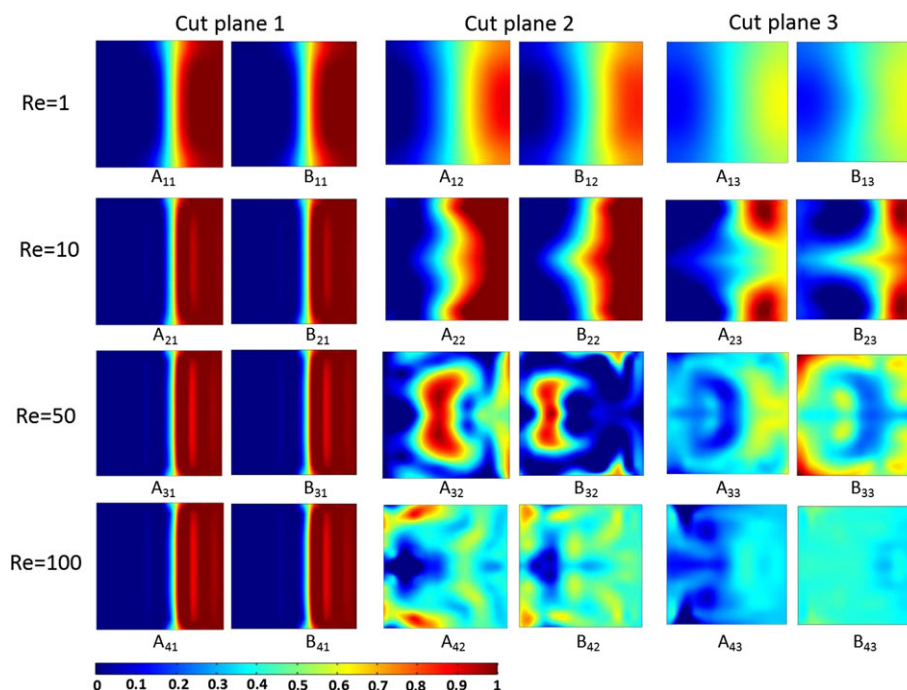 Cut plane 1 Cut plane 2 Cut plane 3
Re=1
A₁₁ B₁₁ A₁₂ B₁₂ A₁₃ B₁₃
Re=10
A₂₁ B₂₁ A₂₂ B₂₂ A₂₃ B₂₃
Re=50
A₃₁ B₃₁ A₃₂ B₃₂ A₃₃ B₃₃
Re=100
A₄₁ B₄₁ A₄₂ B₄₂ A₄₃ B₄₃
0 0.1 0.2 0.3 0.4 0.5 0.6 0.7 0.8 0.9 1